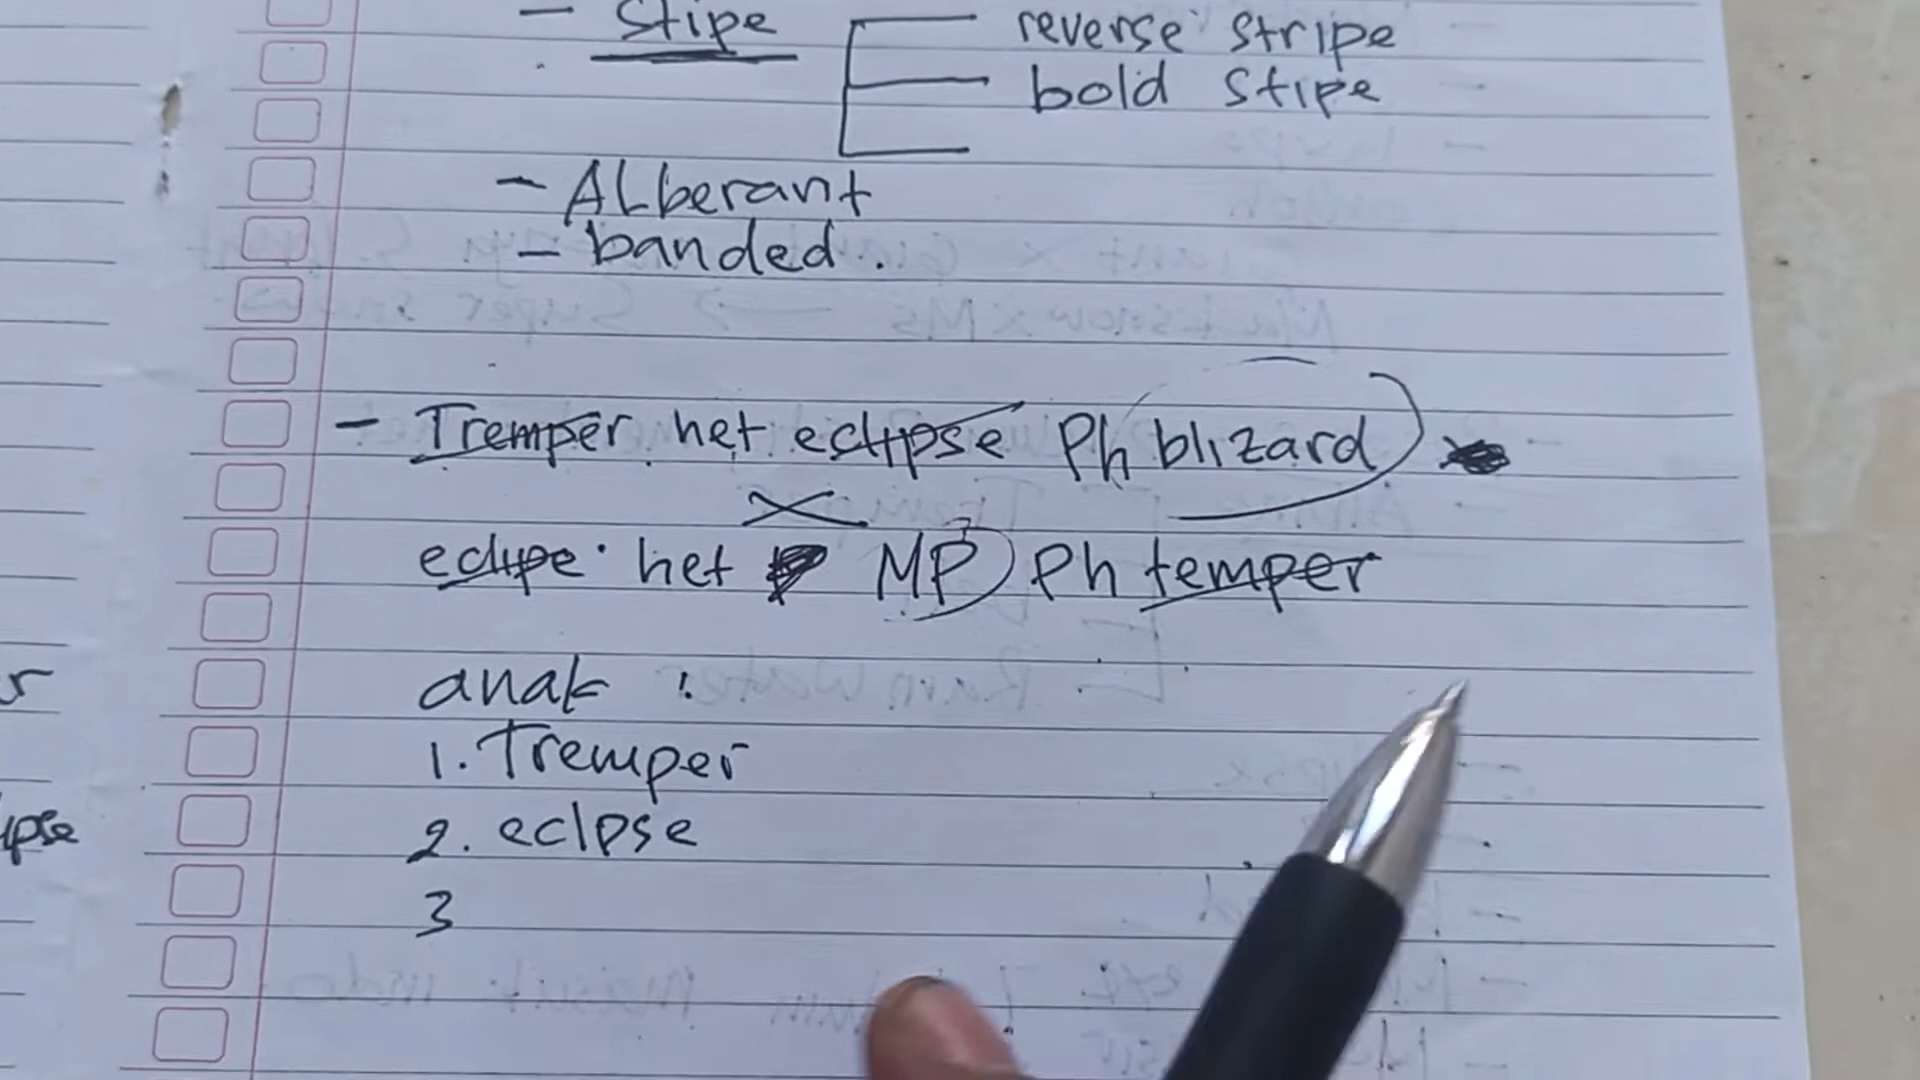 - Stipe reverse stripe
bold stipe
- ALberant
- banded.
- Tremper het eclipse Ph blizard
X
eclipe het MP Ph temper
anak :
1. Tremper
2. eclpse
3
r
ipse